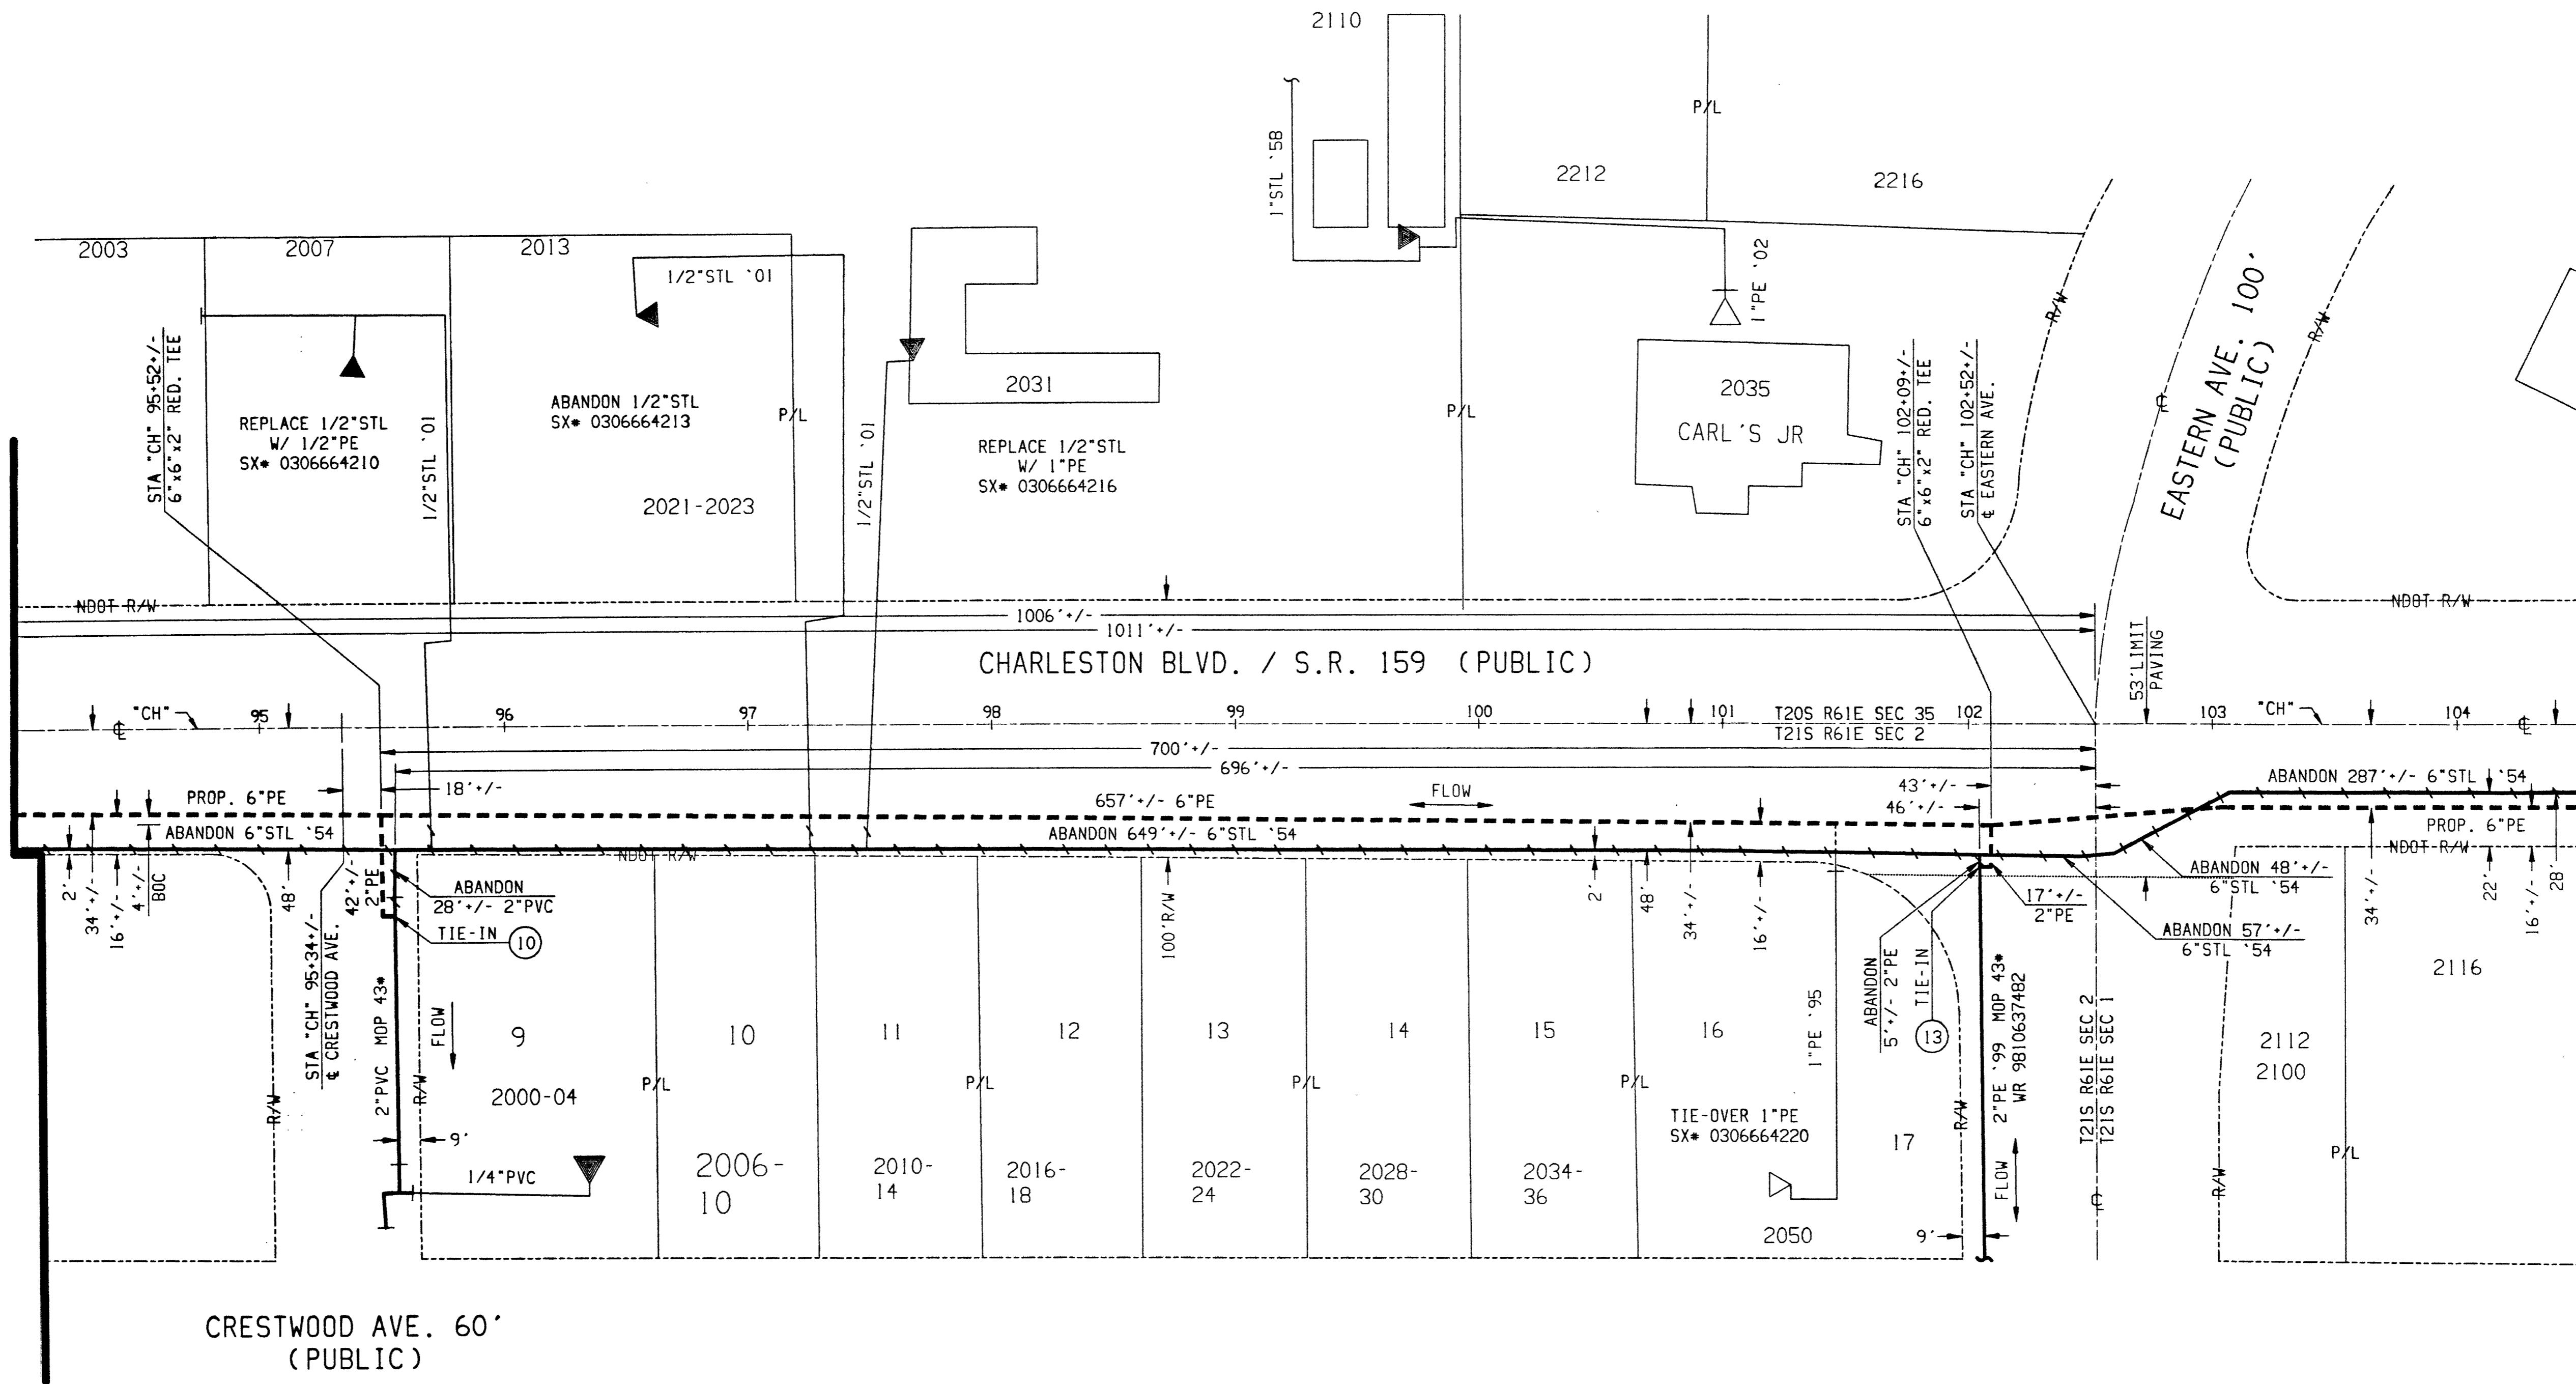 2110
P/L
1"STL `58
2212
2216
2003
2007
2013
1/2"STL `01
1"PE `02
R/W
EASTERN AVE. 100'
(PUBLIC)
R/W
STA "CH" 95+52+/-
6"x6"x2" RED. TEE
REPLACE 1/2"STL
W/ 1/2"PE
SX# 0306664210
ABANDON 1/2"STL
SX# 0306664213
P/L
2031
REPLACE 1/2"STL
W/ 1"PE
SX# 0306664216
P/L
2035
CARL'S JR
STA "CH" 102+09+/-
6"x6"x2" RED. TEE
STA "CH" 102+52+/-
℄ EASTERN AVE.
℄
1/2"STL `01
2021-2023
1/2"STL `01
NDOT R/W
1006'+/-
1011'+/-
NDOT R/W
53'LIMIT
PAVING
CHARLESTON BLVD. / S.R. 159 (PUBLIC)
℄
"CH"
95
96
97
98
99
100
101
T20S R61E SEC 35
T21S R61E SEC 2
102
103
"CH"
104
℄
700'+/-
696'+/-
18'+/-
43'+/-
46'+/-
PROP. 6"PE
657'+/- 6"PE
FLOW
ABANDON 287'+/- 6"STL `54
ABANDON 6"STL `54
ABANDON 649'+/- 6"STL `54
PROP. 6"PE
NDOT R/W
NDOT R/W
2'
34'+/-
16'+/-
4'+/-
BOC
48'
STA "CH" 95+34+/-
℄ CRESTWOOD AVE.
42'+/-
2"PE
ABANDON
28'+/- 2"PVC
TIE-IN
10
100'R/W
2'
48'
34'+/-
16'+/-
17'+/-
2"PE
ABANDON 48'+/-
6"STL `54
ABANDON 57'+/-
6"STL `54
34'+/-
22'
16'+/-
28'
2116
2"PVC MOP 43#
FLOW
R/W
R/W
9
10
11
12
13
14
15
16
1"PE `95
ABANDON
5'+/- 2"PE
TIE-IN
13
2"PE `99 MOP 43#
WR 9810637482
T21S R61E SEC 2
T21S R61E SEC 1
2112
2100
P/L
P/L
P/L
P/L
2000-04
TIE-OVER 1"PE
SX# 0306664220
17
R/W
9'
1/4"PVC
2006-
10
2010-
14
2016-
18
2022-
24
2028-
30
2034-
36
2050
9'
FLOW
℄
R/W
P/L
CRESTWOOD AVE. 60'
(PUBLIC)